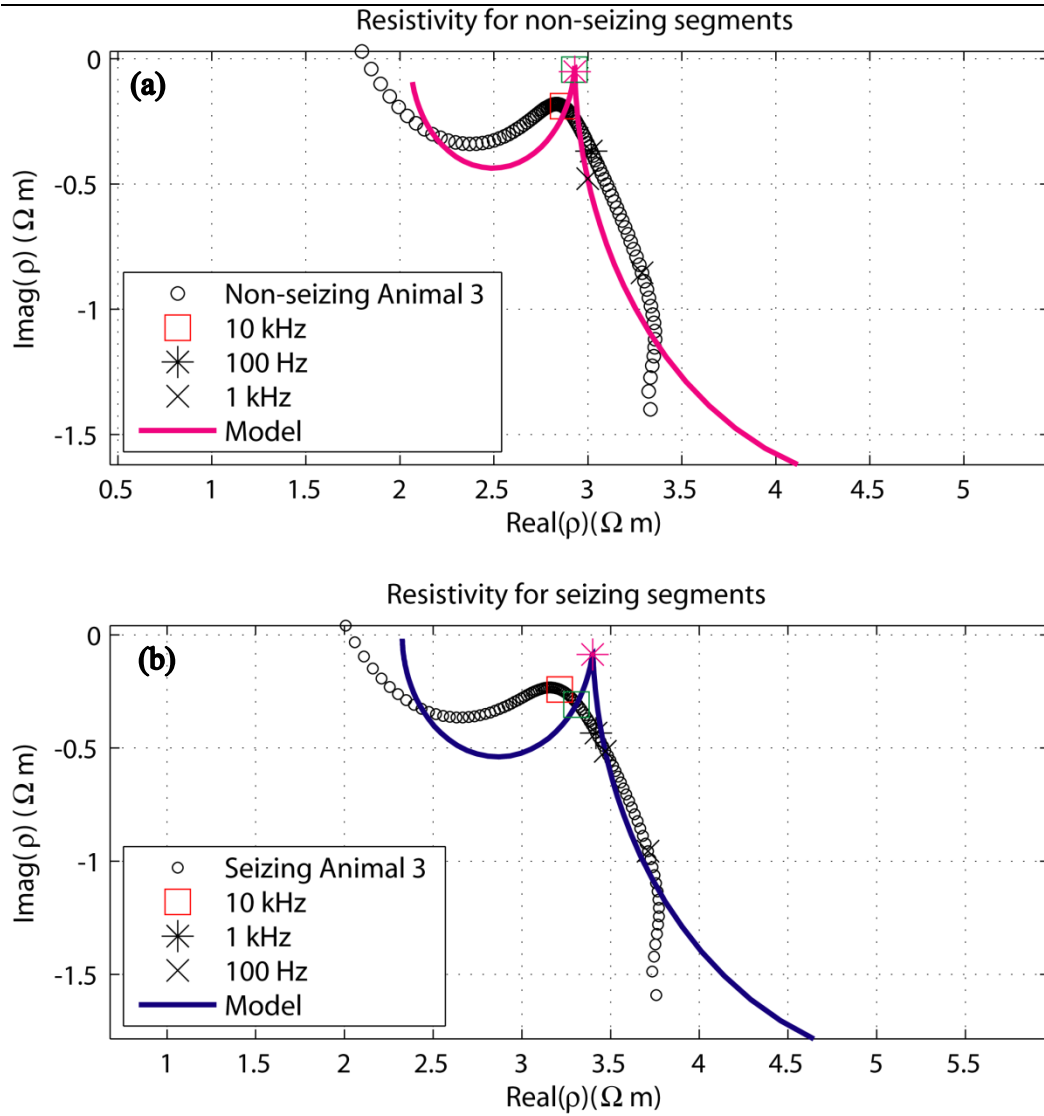 Resistivity for non-seizing segments
(a)
0
-0.5
-1
-1.5
Imag(ρ) (Ω m)
Non-seizing Animal 3
10 kHz
100 Hz
1 kHz
Model
0.5 1 1.5 2 2.5 3 3.5 4 4.5 5
Real(ρ)(Ω m)
Resistivity for seizing segments
(b)
0
-0.5
-1
-1.5
Imag(ρ) (Ω m)
Seizing Animal 3
10 kHz
1 kHz
100 Hz
Model
1 1.5 2 2.5 3 3.5 4 4.5 5 5.5
Real(ρ)(Ω m)